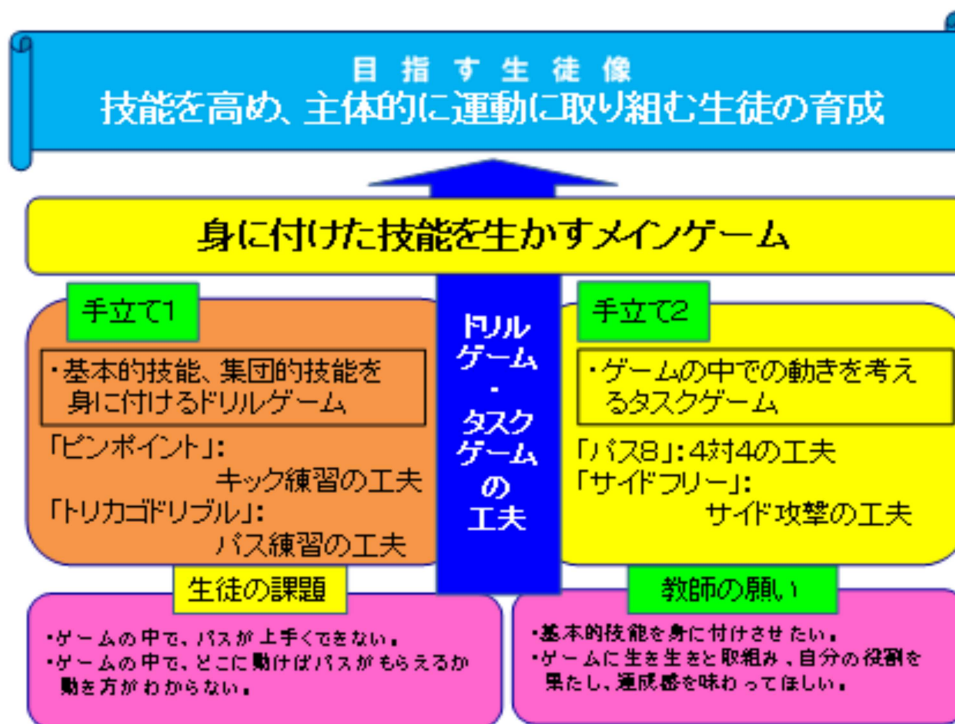 目指す生徒像
技能を高め、主体的に運動に取り組む生徒の育成
身に付けた技能を生かすメインゲーム
手立て1
・基本的技能、集団的技能を
身に付けるドリルゲーム
「ピンポイント」:
キック練習の工夫
「トリカゴドリブル」:
パス練習の工夫
ドリル
ゲーム
・
タスク
ゲーム
の
工夫
手立て2
・ゲームの中での動きを考え
るタスクゲーム
「パス8」:4対4の工夫
「サイドフリー」:
サイド攻撃の工夫
生徒の課題
・ゲームの中で、パスが上手くできない。
・ゲームの中で、どこに動けばパスがもらえるか
動き方がわからない。
教師の願い
・基本的技能を身に付けさせたい。
・ゲームに生き生きと取組み、自分の役割を
果たし、達成感を味わってほしい。